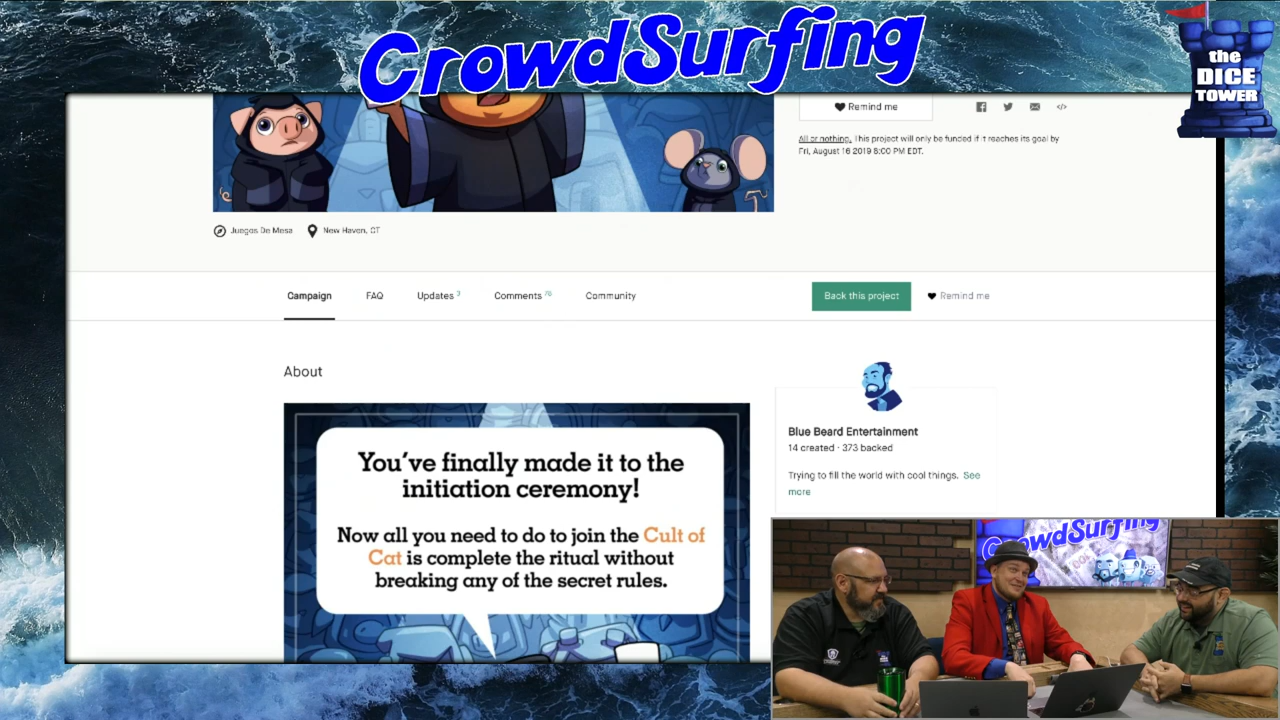 CrowdSurfing
the
DICE
TOWER
Remind me
All or nothing. This project will only be funded if it reaches its goal by
Fri, August 16 2019 8:00 PM EDT.
Juegos De Mesa
New Haven, CT
Campaign
FAQ
Updates 3
Comments 76
Community
Back this project
Remind me
About
You've finally made it to the
initiation ceremony!
Now all you need to do to join the Cult of
Cat is complete the ritual without
breaking any of the secret rules.
Blue Beard Entertainment
14 created · 373 backed
Trying to fill the world with cool things. See
more
CrowdSurfing